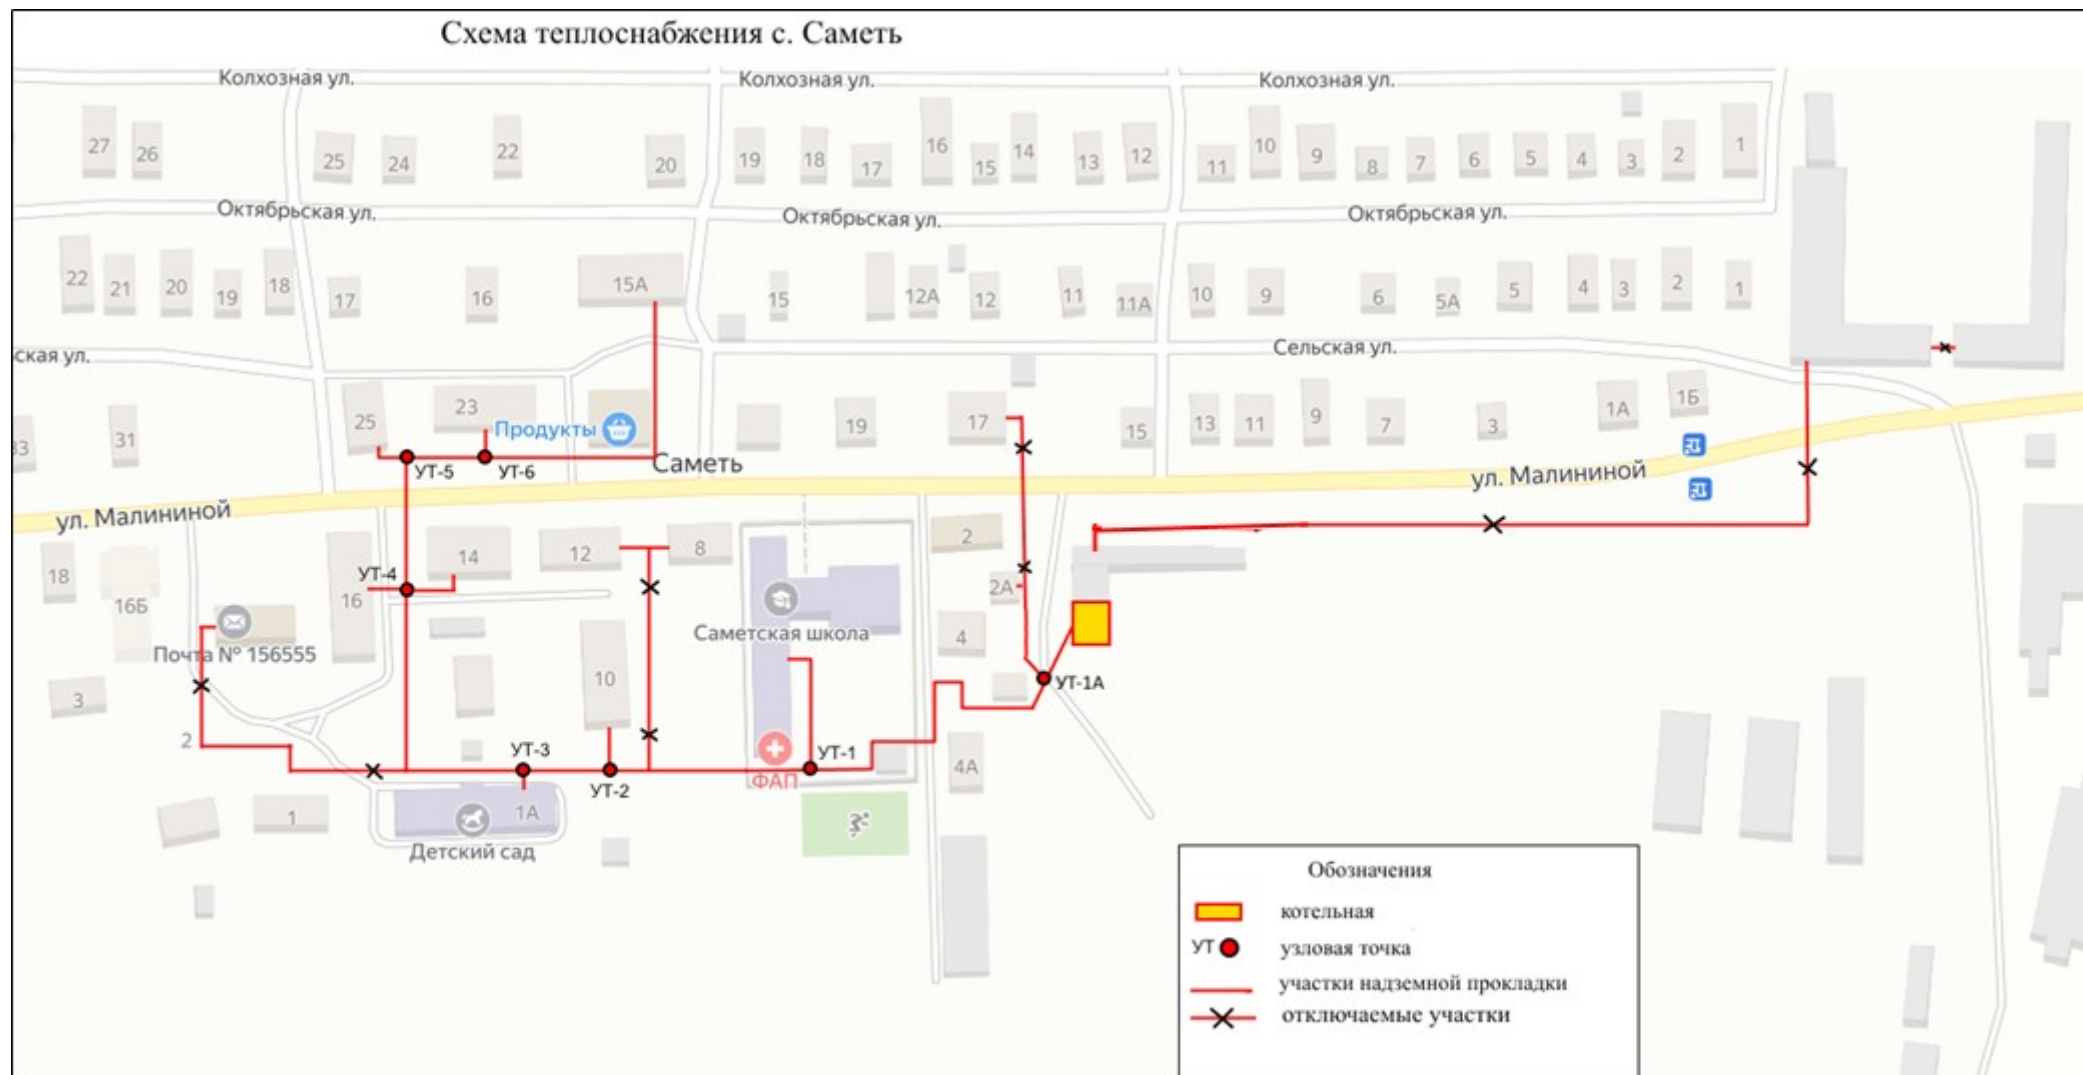 Схема теплоснабжения с. Саметь
Колхозная ул. Колхозная ул. Колхозная ул.
27 26 25 24 22 20 19 18 17 16 15 14 13 12 11 10 9 8 7 6 5 4 3 2 1
Октябрьская ул. Октябрьская ул. Октябрьская ул.
22 21 20 19 18 17 16 15А 15 12А 12 11 11А 10 9 6 5А 5 4 3 2 1
ская ул. Сельская ул.
33 31 25 23 19 17 15 13 11 9 7 3 1А 1Б
Продукты
УТ-5 УТ-6 Саметь
ул. Малининой ул. Малининой
18 16Б 16 14 12 8 2
УТ-4
2А
Почта № 156555
Саметская школа
4
3 10
УТ-1А
2
УТ-3 УТ-1
УТ-2 ФАП 4А
1 1А
Детский сад
Обозначения
котельная
УТ узловая точка
участки надземной прокладки
отключаемые участки